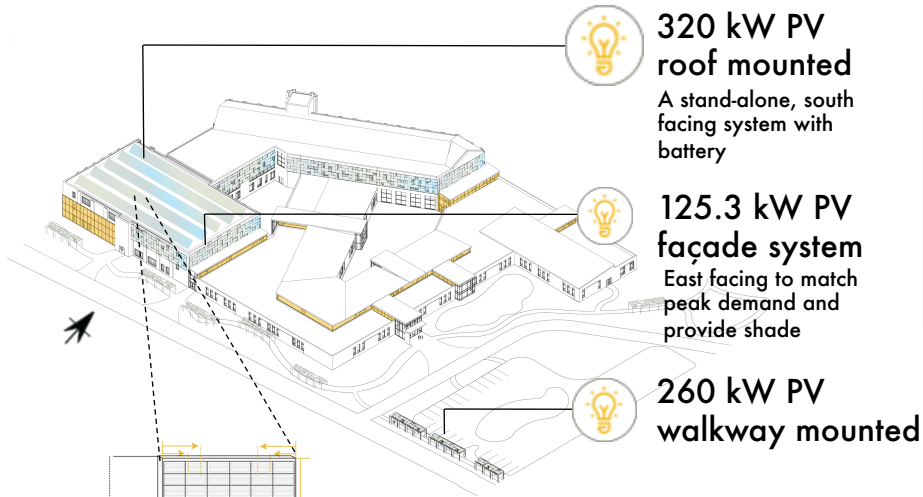 320 kW PV
roof mounted
A stand-alone, south
facing system with
battery
125.3 kW PV
façade system
East facing to match
peak demand and
provide shade
260 kW PV
walkway mounted